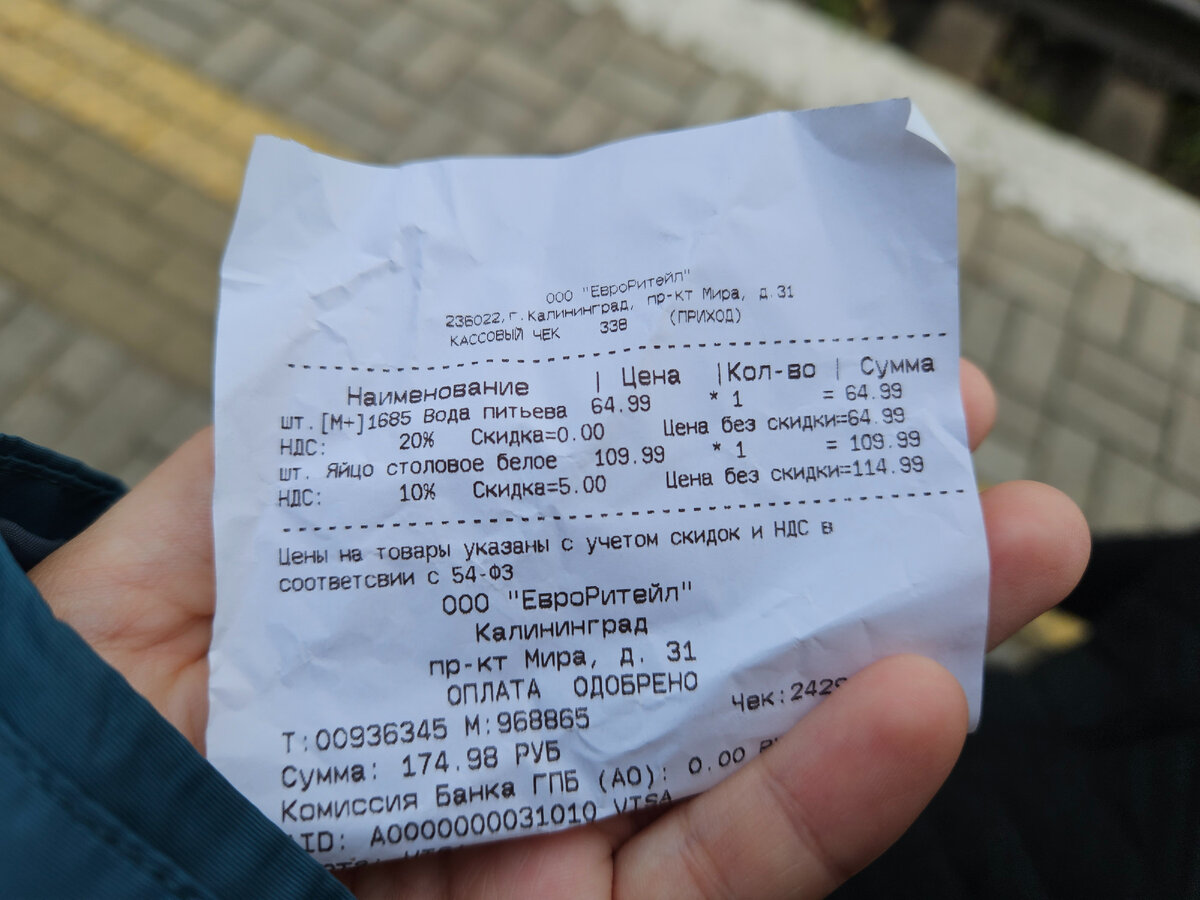 ООО "ЕвроРитейл"
236022,г.Калининград, пр-кт Мира, д.31
КАССОВЫЙ ЧЕК 338 (ПРИХОД)
Наименование | Цена |Кол-во | Сумма
шт.[М+]1685 Вода питьева 64.99 * 1 = 64.99
НДС: 20% Скидка=0.00 Цена без скидки=64.99
шт. Яйцо столовое белое 109.99 * 1 = 109.99
НДС: 10% Скидка=5.00 Цена без скидки=114.99
Цены на товары указаны с учетом скидок и НДС в
соответсвии с 54-ФЗ
ООО "ЕвроРитейл"
Калининград
пр-кт Мира, д. 31
ОПЛАТА ОДОБРЕНО
Т:00936345 М:968865 Чек:242
Сумма: 174.98 РУБ
Комиссия Банка ГПБ (АО): 0.00
ID: A0000000031010 VISA